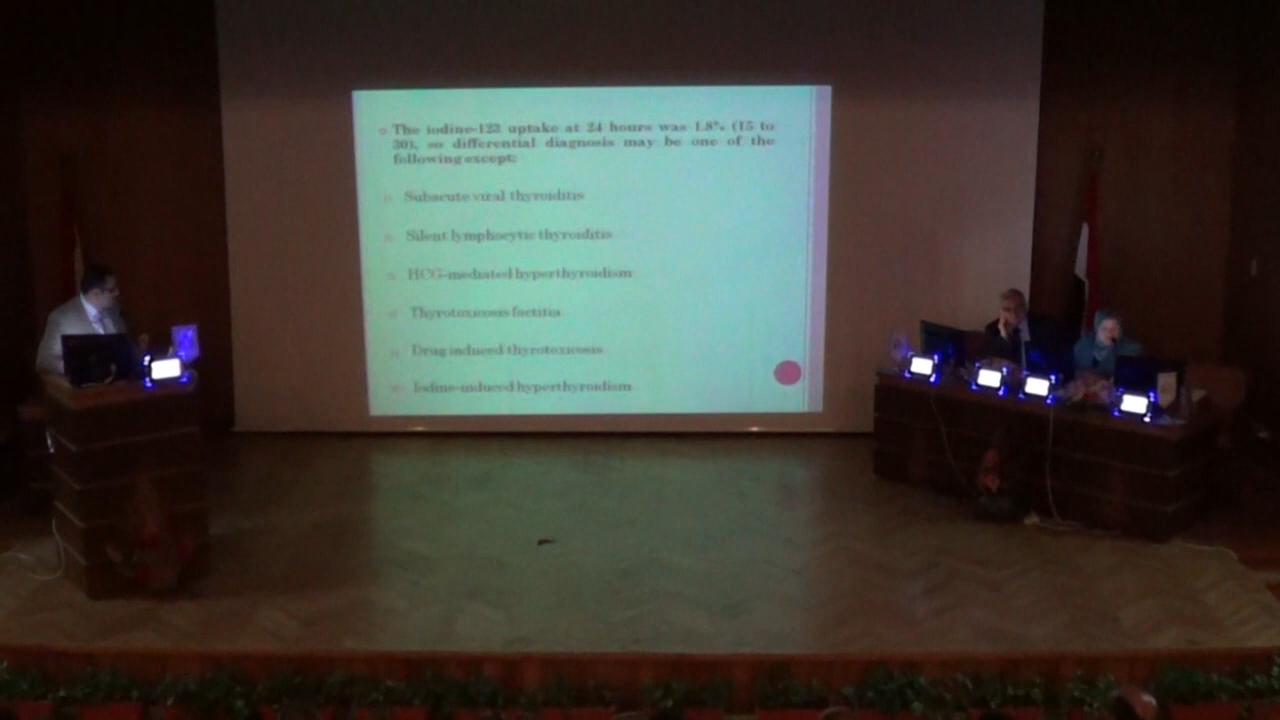 The iodine-123 uptake at 24 hours was 1.8% (15 to
30), so differential diagnosis may be one of the
following except:
Subacute viral thyroiditis
Silent lymphocytic thyroiditis
HCG-mediated hyperthyroidism
Thyrotoxicosis factitia
Drug induced thyrotoxicosis
Iodine-induced hyperthyroidism